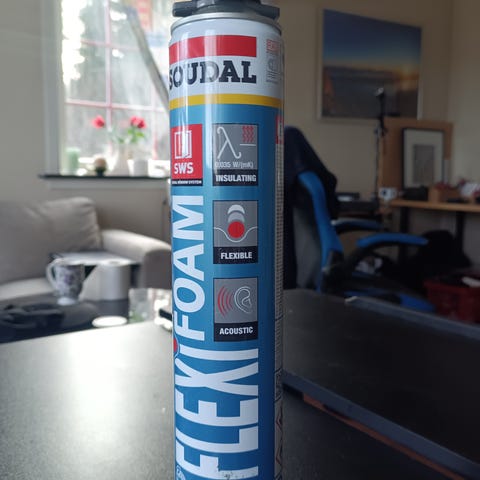 SOUDAL
SWS
0,035 W/(mK)
INSULATING
FLEXIBLE
ACOUSTIC
FLEXIFOAM